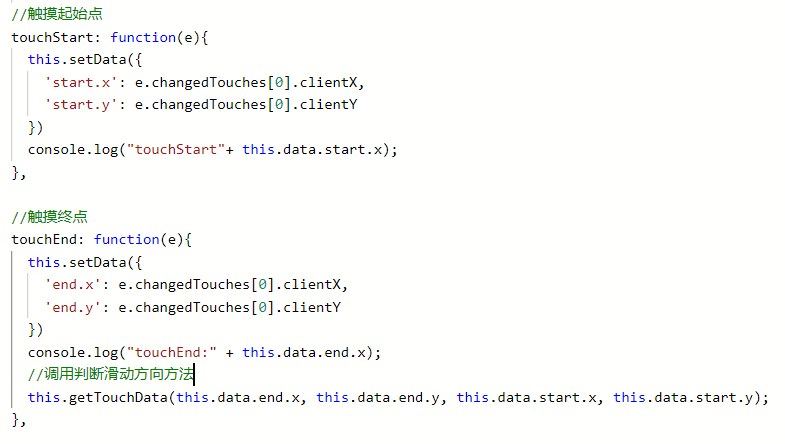 //触摸起始点
touchStart: function(e){
this.setData({
'start.x': e.changedTouches[0].clientX,
'start.y': e.changedTouches[0].clientY
})
console.log("touchStart"+ this.data.start.x);
},
//触摸终点
touchEnd: function(e){
this.setData({
'end.x': e.changedTouches[0].clientX,
'end.y': e.changedTouches[0].clientY
})
console.log("touchEnd:" + this.data.end.x);
//调用判断滑动方向方法
this.getTouchData(this.data.end.x, this.data.end.y, this.data.start.x, this.data.start.y);
},